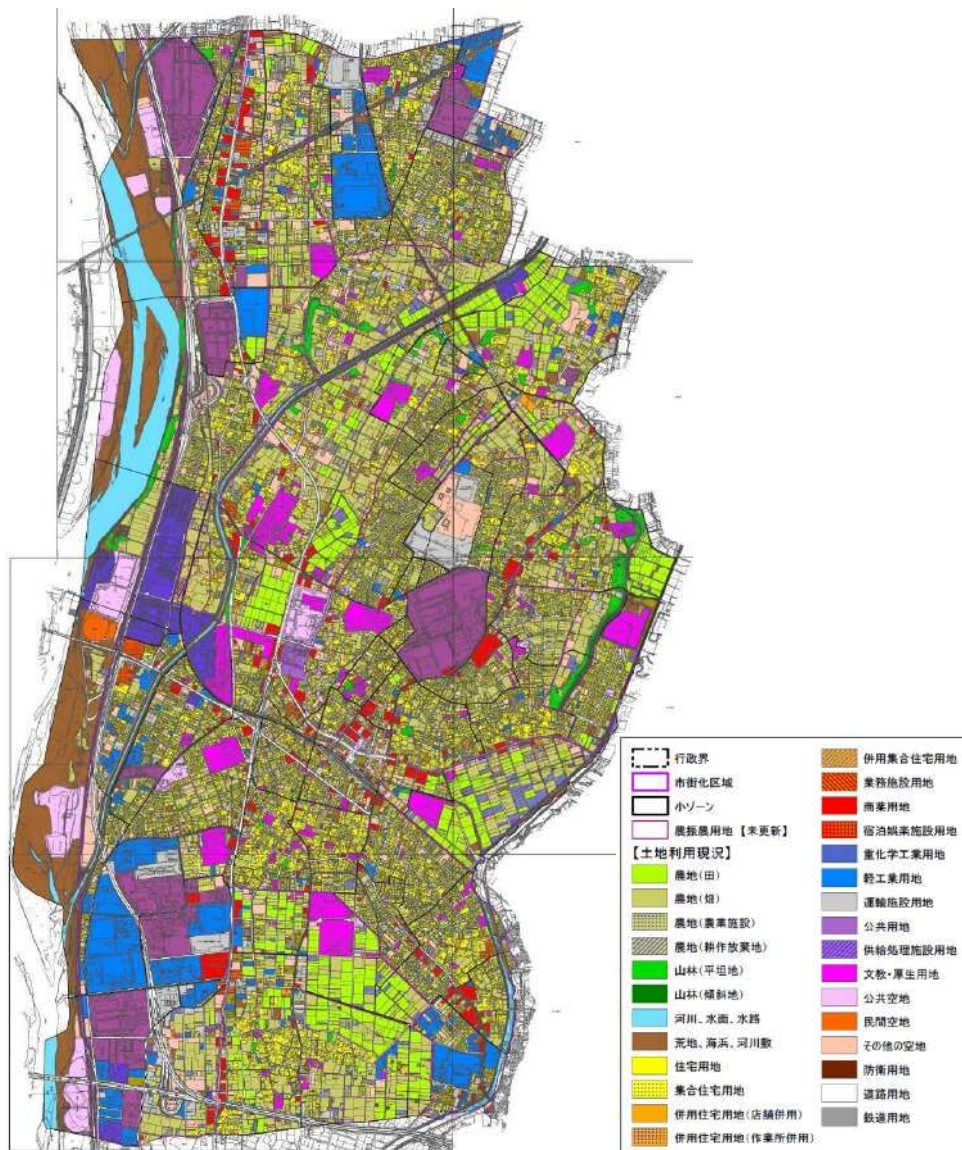 行政界
市街化区域
小ゾーン
農振農用地 【未更新】
【土地利用現況】
農地(田)
農地(畑)
農地(農業施設)
農地(耕作放棄地)
山林(平坦地)
山林(傾斜地)
河川、水面、水路
荒地、海浜、河川敷
住宅用地
集合住宅用地
併用住宅用地(店舗併用)
併用住宅用地(作業所併用)
併用集合住宅用地
業務施設用地
商業用地
宿泊娯楽施設用地
重化学工業用地
軽工業用地
運輸施設用地
公共用地
供給処理施設用地
文教・厚生用地
公共空地
民間空地
その他の空地
防衛用地
道路用地
鉄道用地